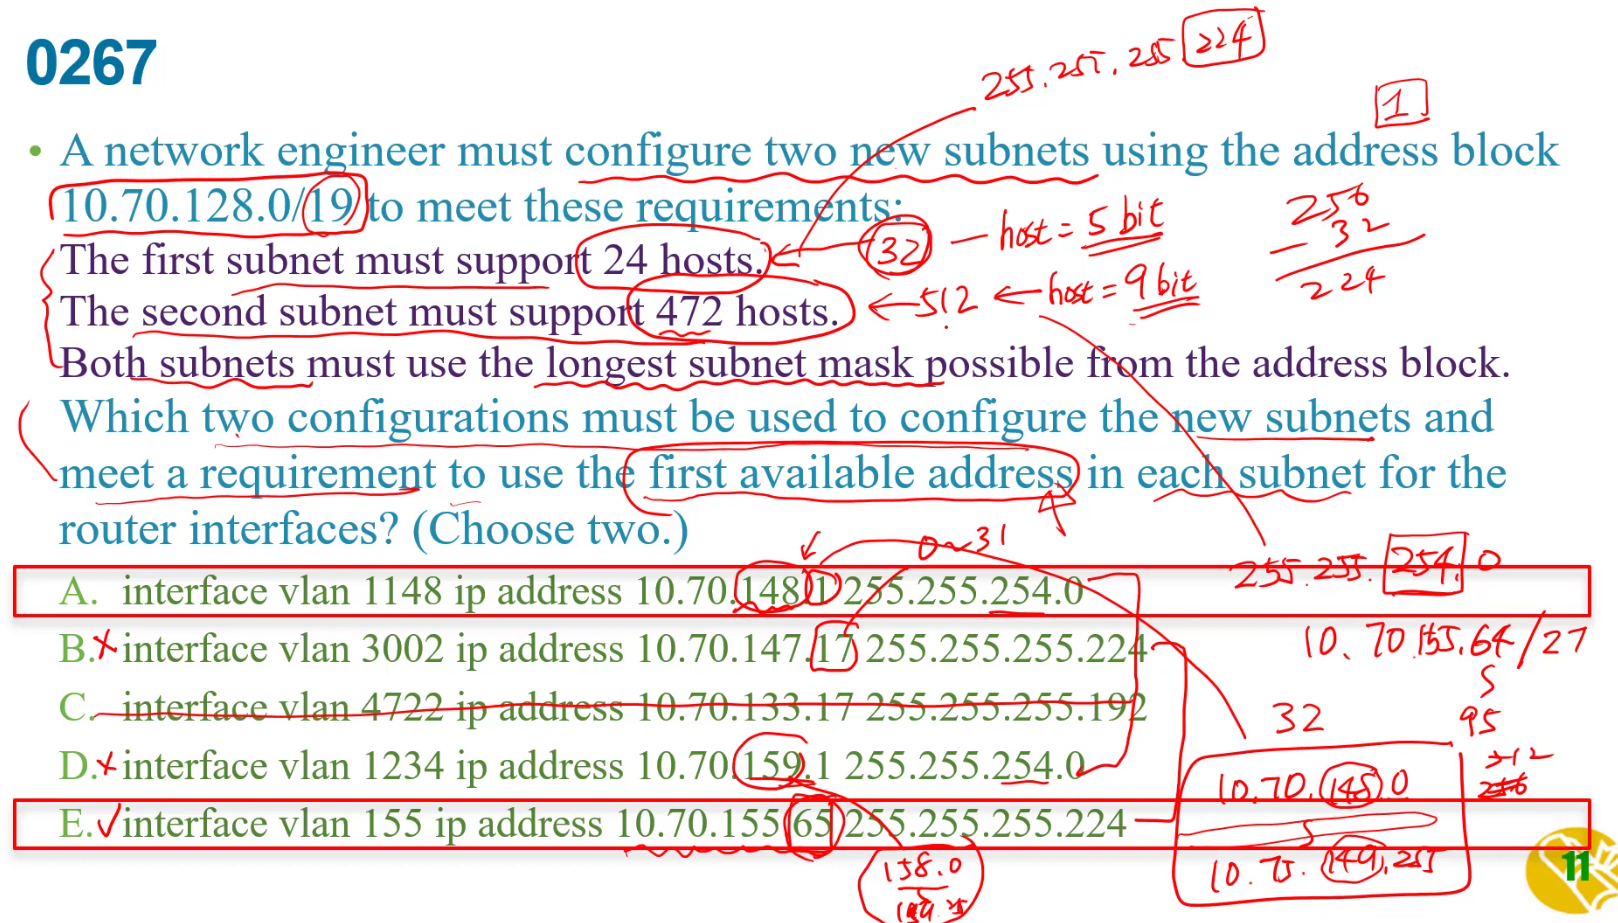 255.255.255.224
0267
1
• A network engineer must configure two new subnets using the address block
10.70.128.0/19 to meet these requirements:
256
- 32
224
The first subnet must support 24 hosts. ← 32 – host = 5 bit
The second subnet must support 472 hosts. ← 512 ← host = 9 bit
Both subnets must use the longest subnet mask possible from the address block.
Which two configurations must be used to configure the new subnets and
meet a requirement to use the first available address in each subnet for the
router interfaces? (Choose two.)
0~31
255.255.254.0
A. interface vlan 1148 ip address 10.70.148.1 255.255.254.0
B. interface vlan 3002 ip address 10.70.147.17 255.255.255.224
10.70.155.64/27
95
C. interface vlan 4722 ip address 10.70.133.17 255.255.255.192
32
D. interface vlan 1234 ip address 10.70.159.1 255.255.254.0
10.70.148.0
512
256
E. interface vlan 155 ip address 10.70.155.65 255.255.255.224
10.70.149.255
158.0
11